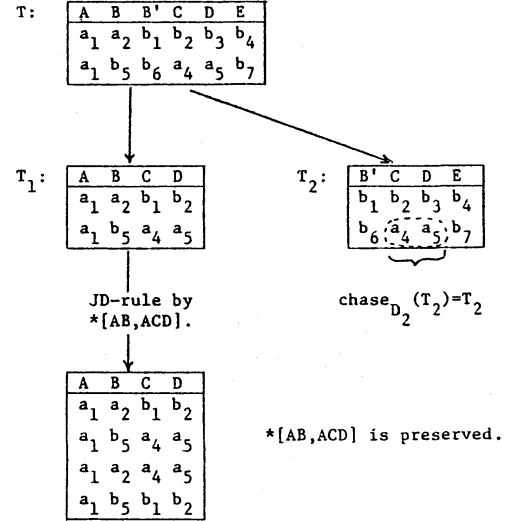 T:
A B B' C D E
a1 a2 b1 b2 b3 b4
a1 b5 b6 a4 a5 b7
T1:
A B C D
a1 a2 b1 b2
a1 b5 a4 a5
T2:
B' C D E
b1 b2 b3 b4
b6 a4 a5 b7
JD-rule by
*[AB,ACD].
chaseD2(T2)=T2
A B C D
a1 a2 b1 b2
a1 b5 a4 a5
a1 a2 a4 a5
a1 b5 b1 b2
*[AB,ACD] is preserved.